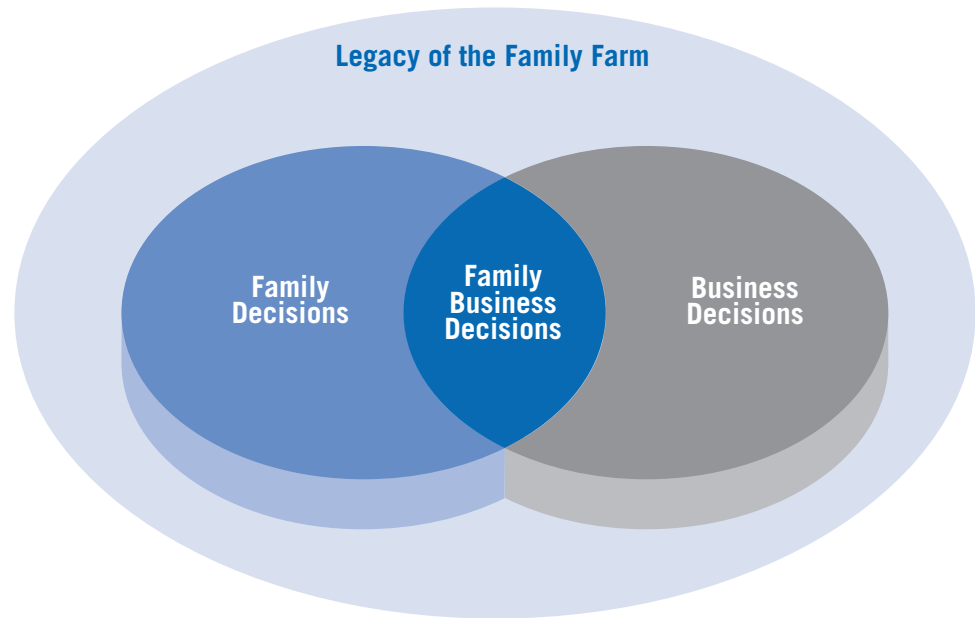 Legacy of the Family Farm
Family
Decisions
Family
Business
Decisions
Business
Decisions